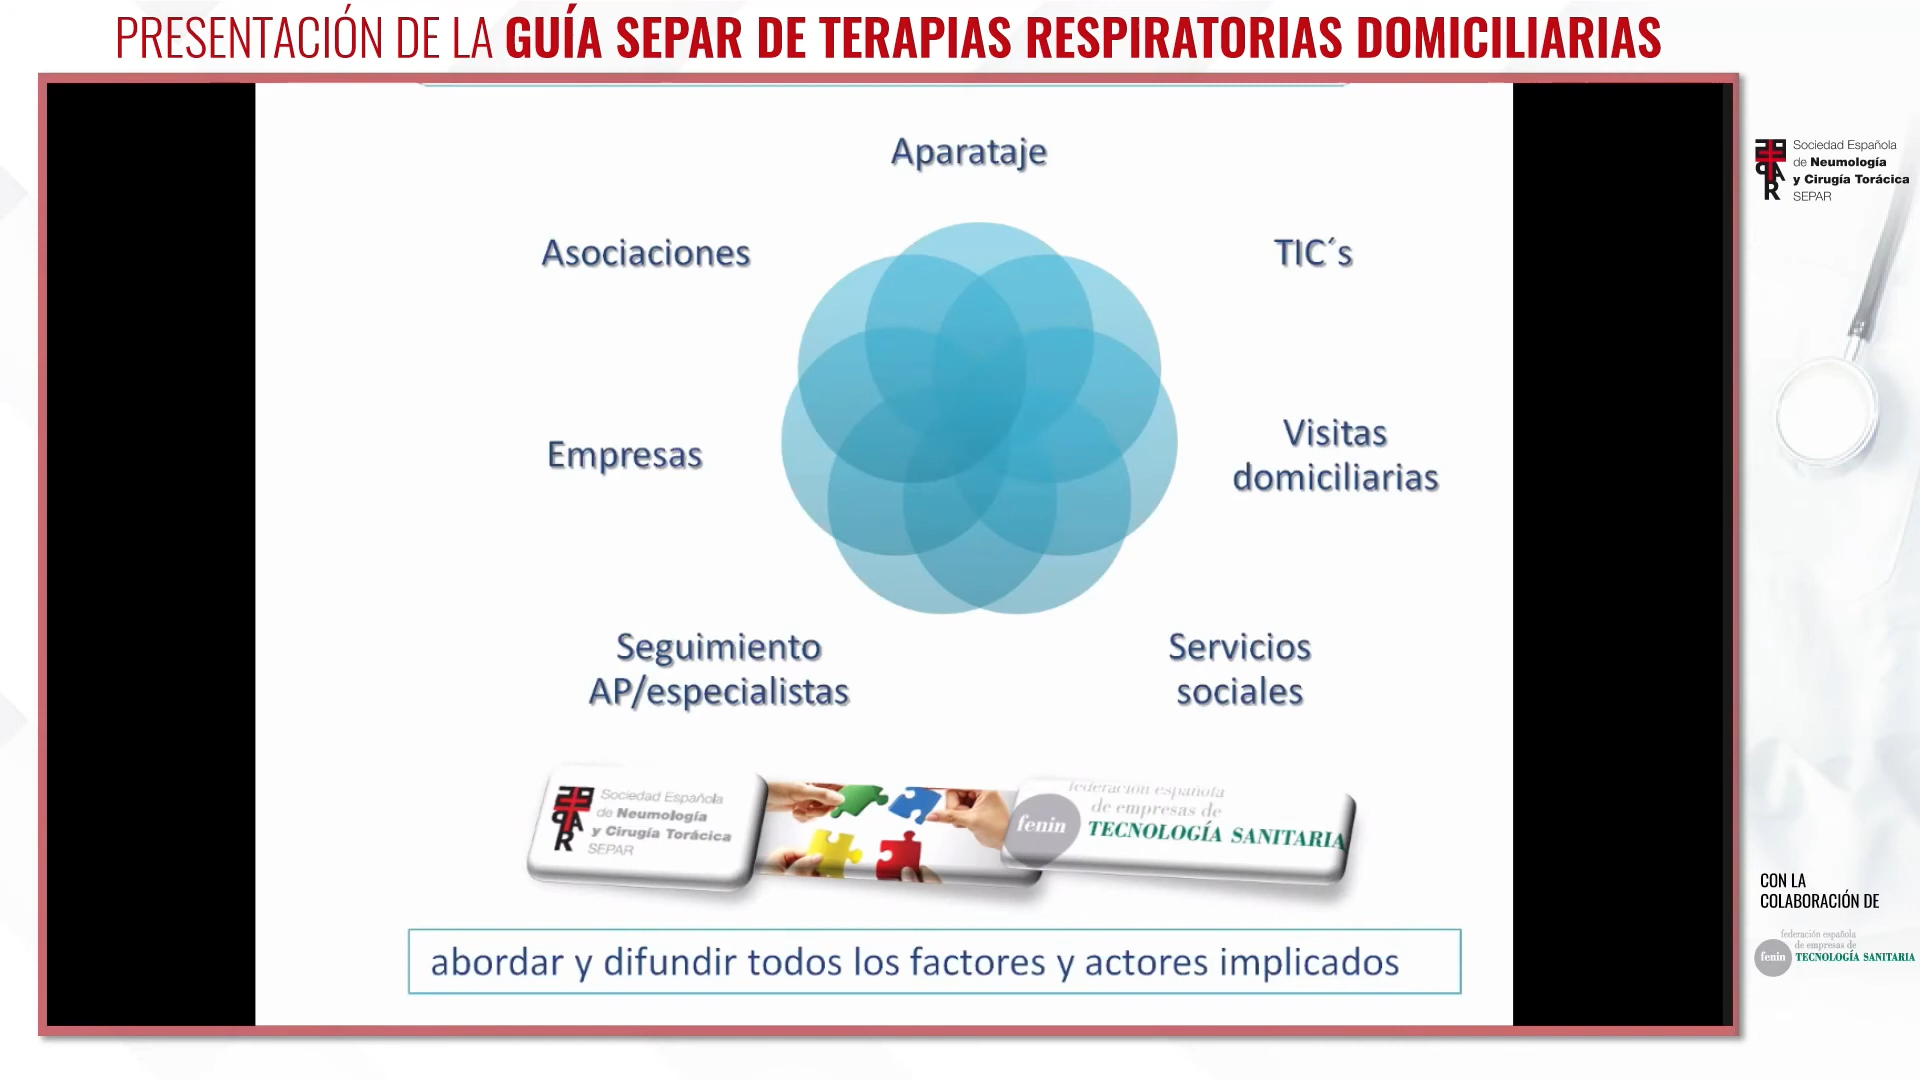 PRESENTACIÓN DE LA GUÍA SEPAR DE TERAPIAS RESPIRATORIAS DOMICILIARIAS
Aparataje
Asociaciones
TIC´s
Empresas
Visitas
domiciliarias
Seguimiento
AP/especialistas
Servicios
sociales
SEPAR
Sociedad Española
de Neumología
y Cirugía Torácica
SEPAR
fenin
federación española
de empresas de
TECNOLOGÍA SANITARIA
abordar y difundir todos los factores y actores implicados
SEPAR
Sociedad Española
de Neumología
y Cirugía Torácica
SEPAR
CON LA
COLABORACIÓN DE
fenin
federación española
de empresas de
TECNOLOGÍA SANITARIA